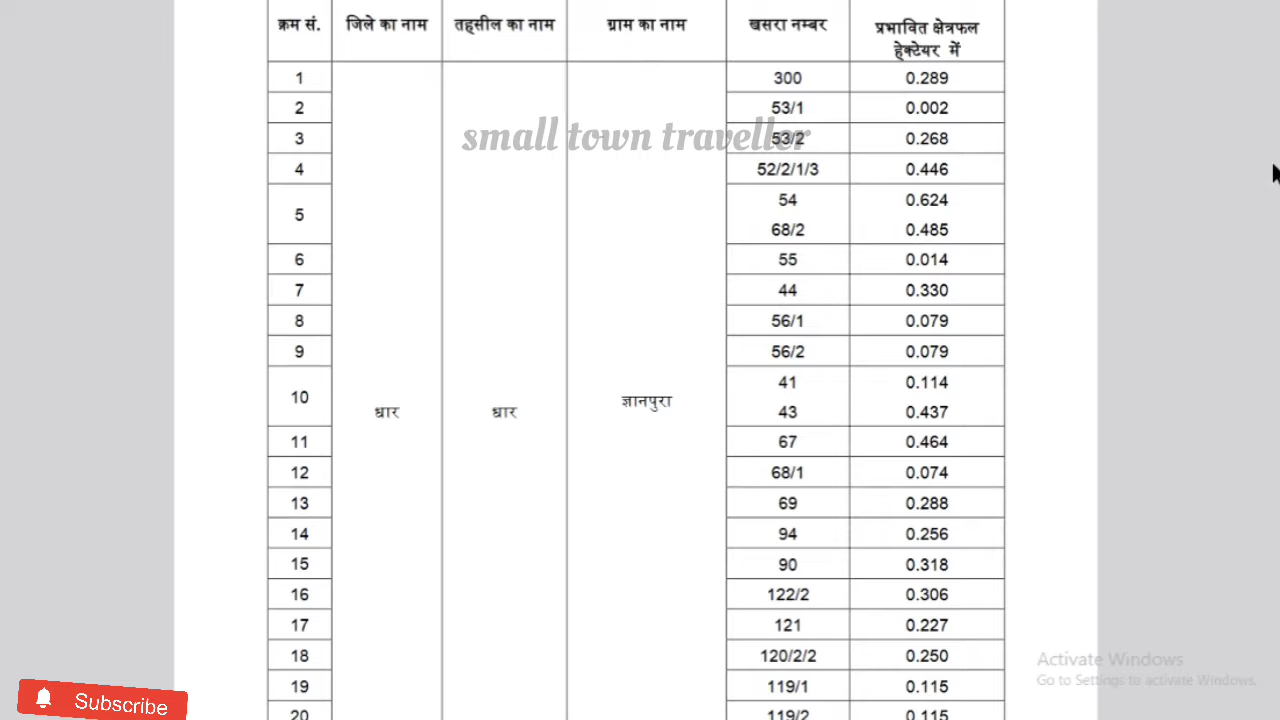 क्रम सं. जिले का नाम तहसील का नाम ग्राम का नाम खसरा नम्बर प्रभावित क्षेत्रफल
हेक्टेयर में
1 300 0.289
2 53/1 0.002
small town traveller
3 53/2 0.268
4 52/2/1/3 0.446
5 54 0.624
68/2 0.485
6 55 0.014
7 44 0.330
8 56/1 0.079
9 56/2 0.079
10 41 0.114
धार धार ज्ञानपुरा 43 0.437
11 67 0.464
12 68/1 0.074
13 69 0.288
14 94 0.256
15 90 0.318
16 122/2 0.306
17 121 0.227
18 120/2/2 0.250
Activate Windows
Go to Settings to activate Windows.
19 119/1 0.115
Subscribe
20 119/2 0.115